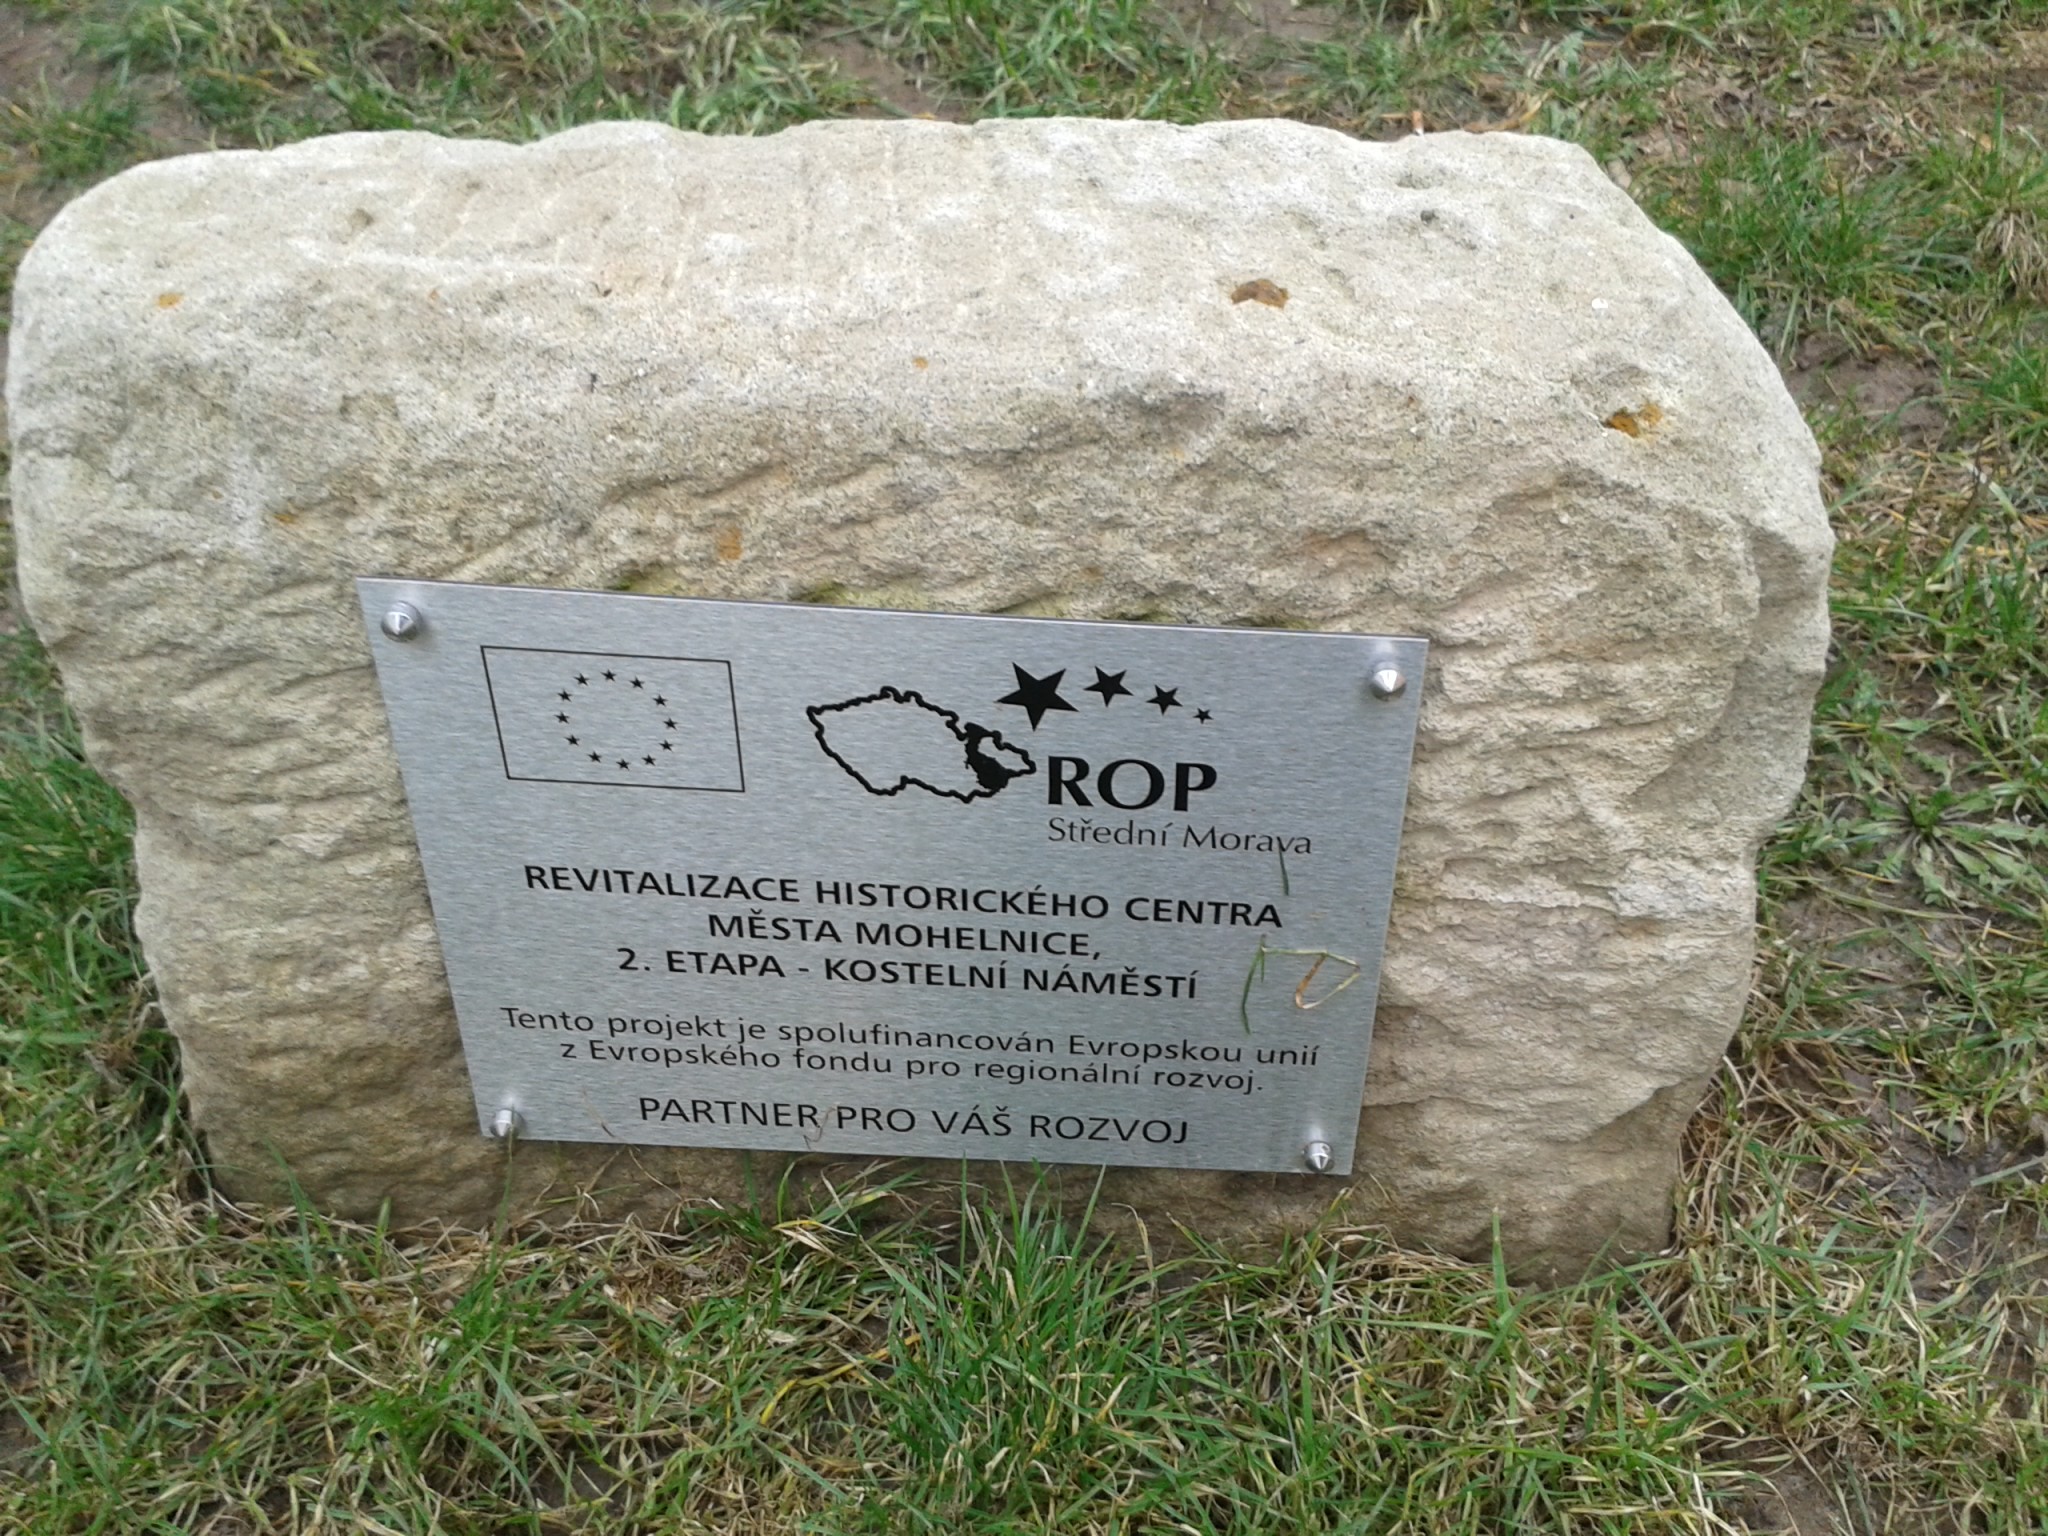 ROP
Střední Morava
REVITALIZACE HISTORICKÉHO CENTRA
MĚSTA MOHELNICE,
2. ETAPA - KOSTELNÍ NÁMĚSTÍ
Tento projekt je spolufinancován Evropskou unií
z Evropského fondu pro regionální rozvoj.
PARTNER PRO VÁŠ ROZVOJ